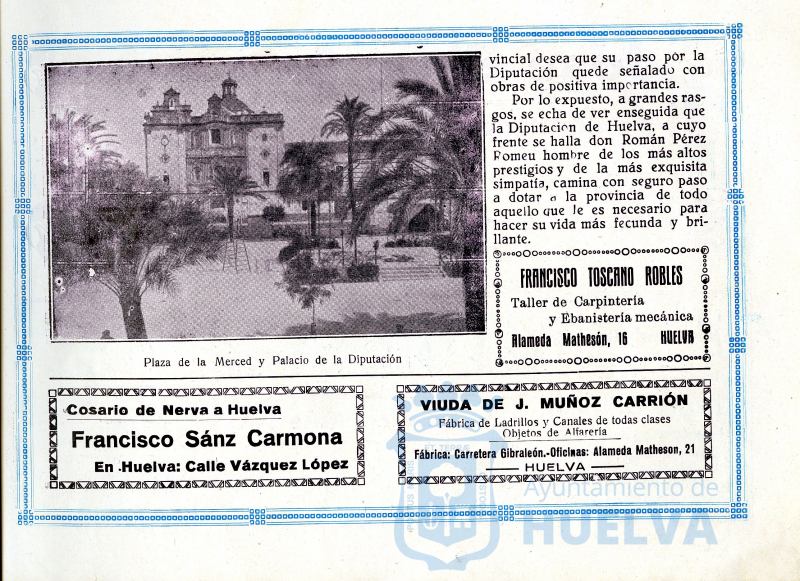 vincial desea que su paso por la
Diputación quede señalado con
obras de positiva importancia.
Por lo expuesto, a grandes ras-
gos, se echa de ver enseguida que
la Diputación de Huelva, a cuyo
frente se halla don Román Pérez
Romeu hombre de los más altos
prestigios y de la más exquisita
simpatía, camina con seguro paso
a dotar a la provincia de todo
aquello que le es necesario para
hacer su vida más fecunda y bri-
llante.
FRANCISCO TOSCANO ROBLES
Taller de Carpintería
y Ebanistería mecánica
Alameda Mathesón, 16 HUELVA
Plaza de la Merced y Palacio de la Diputación
Cosario de Nerva a Huelva
Francisco Sánz Carmona
En Huelva: Calle Vázquez López
VIUDA DE J. MUÑOZ CARRIÓN
Fábrica de Ladrillos y Canales de todas clases
Objetos de Alfarería
Fábrica: Carretera Gibraleón.-Oficinas: Alameda Matheson, 21
HUELVA
Ayuntamiento de
HUELVA